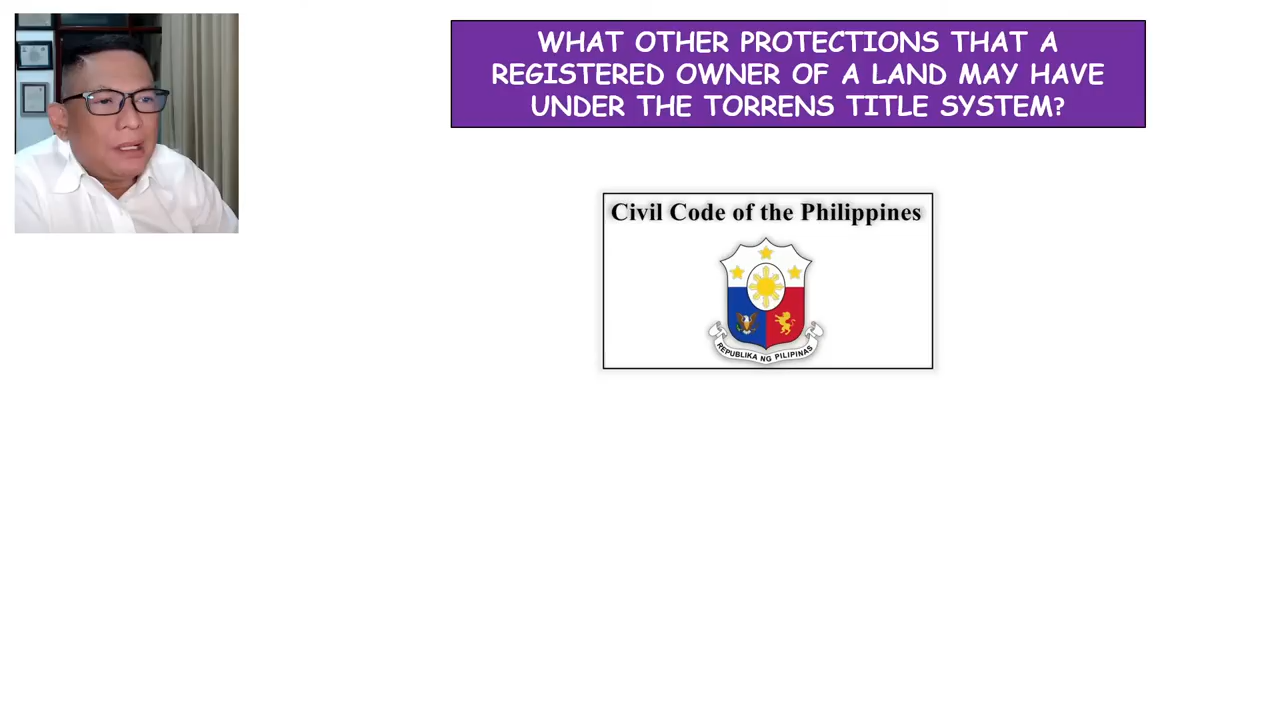 WHAT OTHER PROTECTIONS THAT A
REGISTERED OWNER OF A LAND MAY HAVE
UNDER THE TORRENS TITLE SYSTEM?
Civil Code of the Philippines
REPUBLIKA NG PILIPINAS